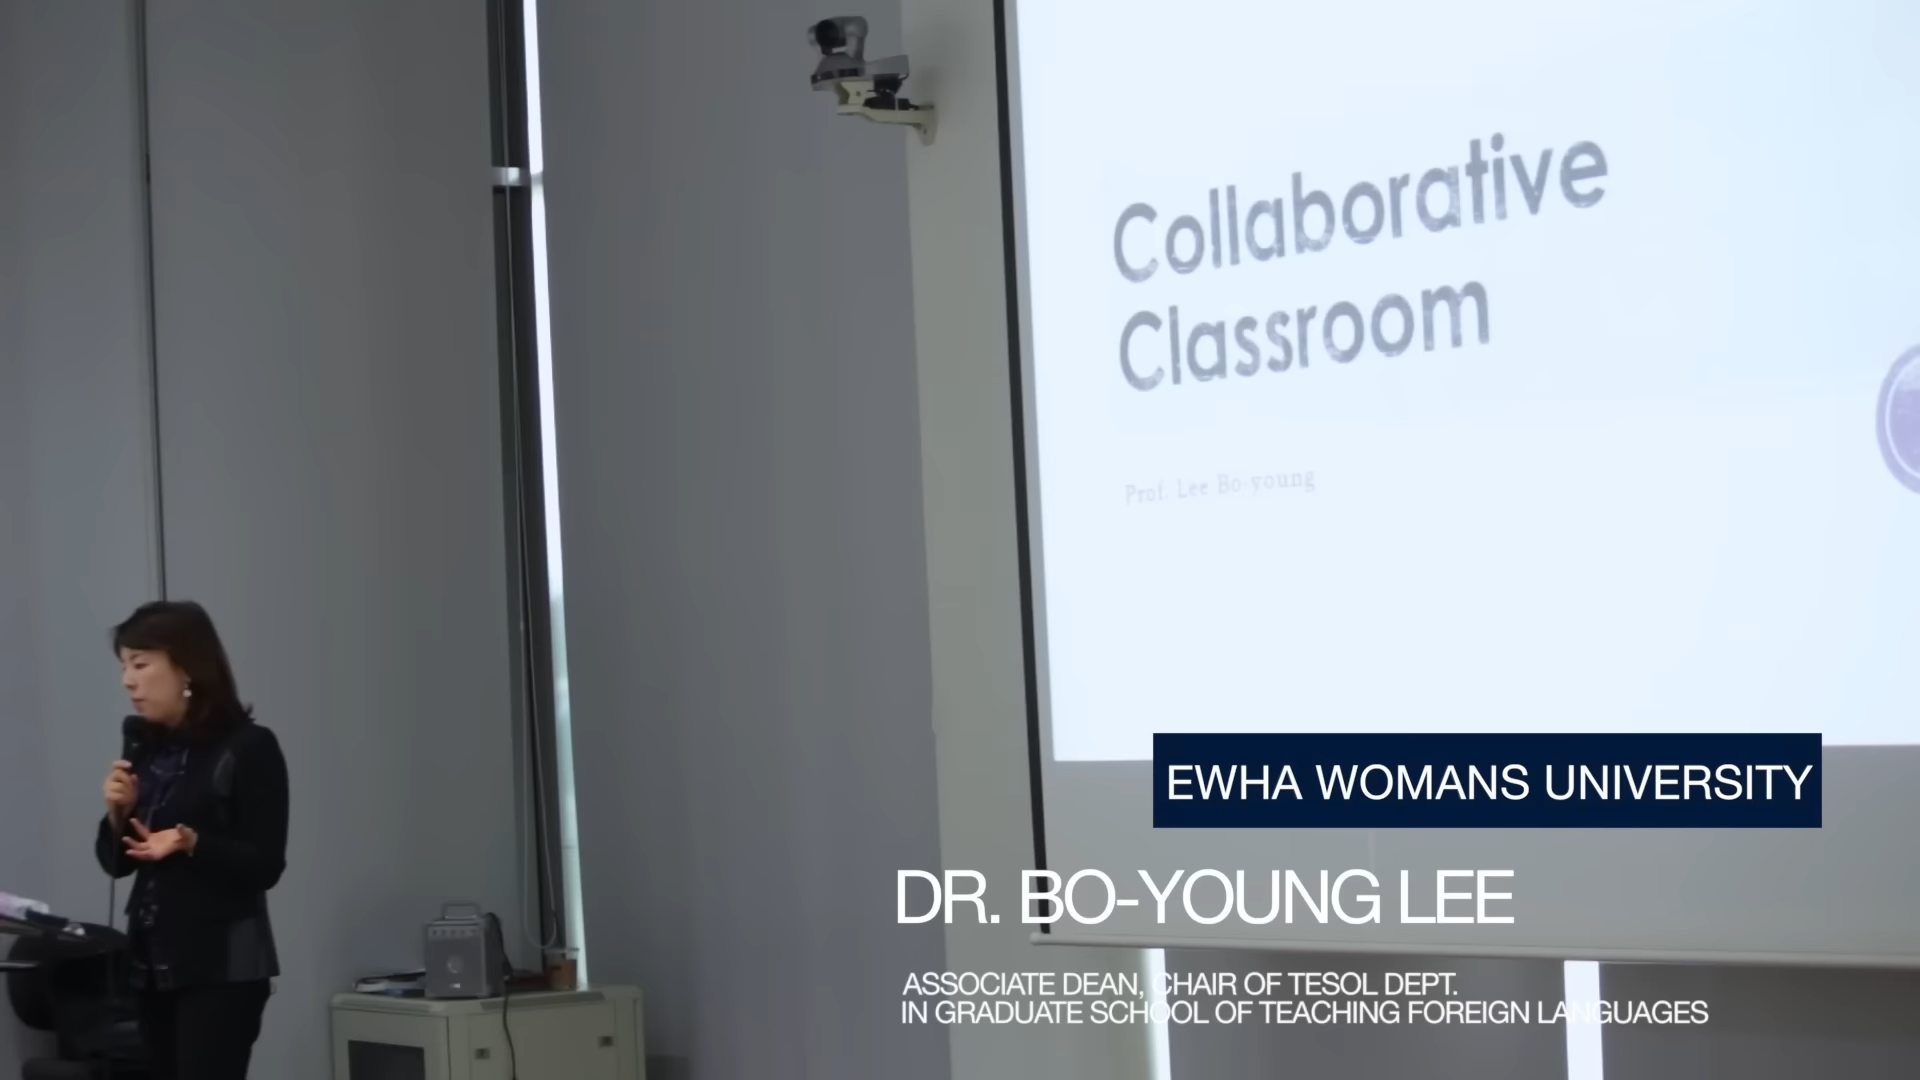 Collaborative
Classroom
Prof. Lee Bo-young
EWHA WOMANS UNIVERSITY
DR. BO-YOUNG LEE
ASSOCIATE DEAN, CHAIR OF TESOL DEPT.
IN GRADUATE SCHOOL OF TEACHING FOREIGN LANGUAGES